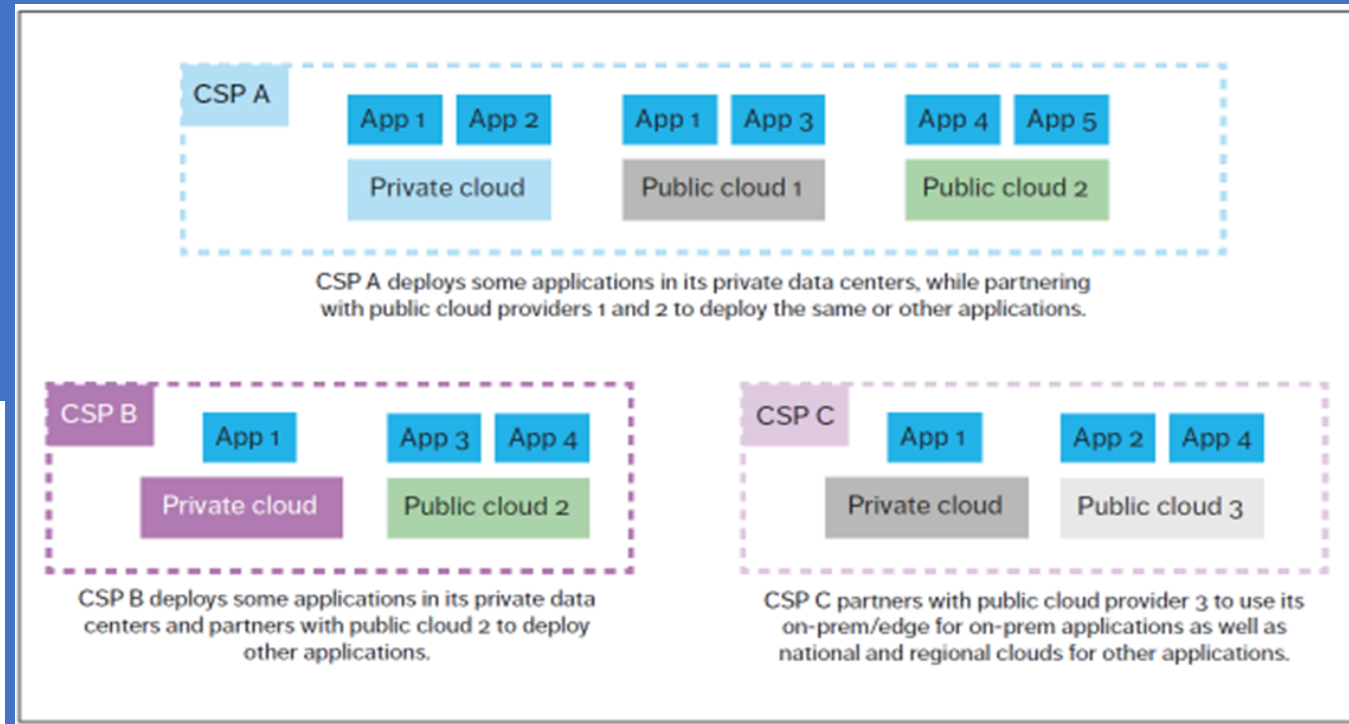 CSP A
App 1 App 2 App 1 App 3 App 4 App 5
Private cloud Public cloud 1 Public cloud 2
CSP A deploys some applications in its private data centers, while partnering
with public cloud providers 1 and 2 to deploy the same or other applications.
CSP B
App 1 App 3 App 4
Private cloud Public cloud 2
CSP B deploys some applications in its private data
centers and partners with public cloud 2 to deploy
other applications.
CSP C
App 1 App 2 App 4
Private cloud Public cloud 3
CSP C partners with public cloud provider 3 to use its
on-prem/edge for on-prem applications as well as
national and regional clouds for other applications.